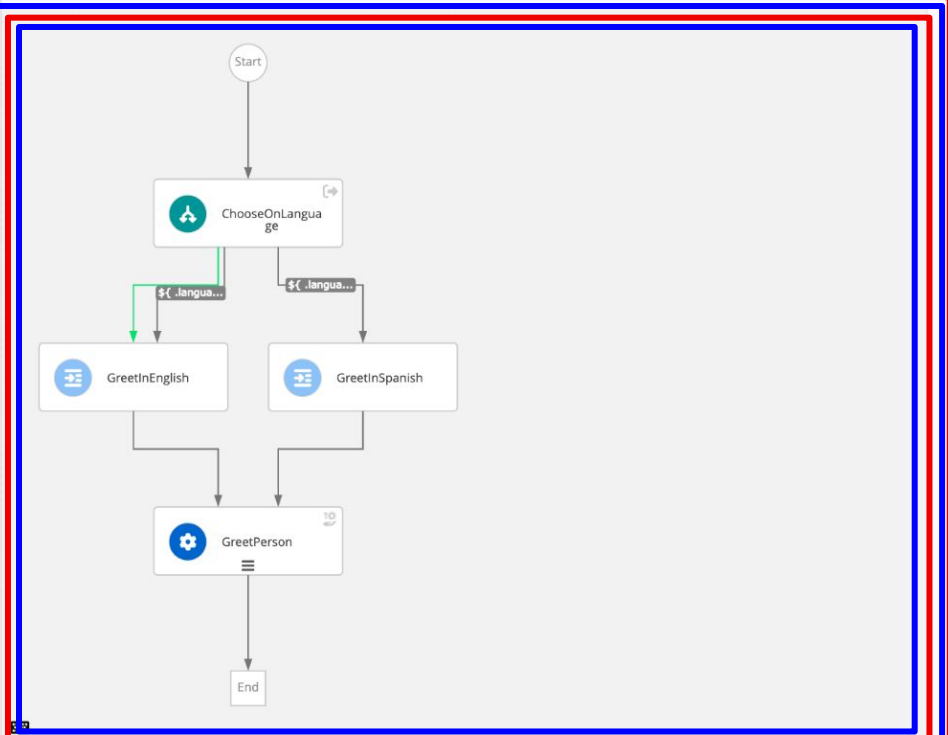 Start
ChooseOnLangua
ge
${ .langua...
${ .langua...
GreetInEnglish
GreetInSpanish
GreetPerson
End